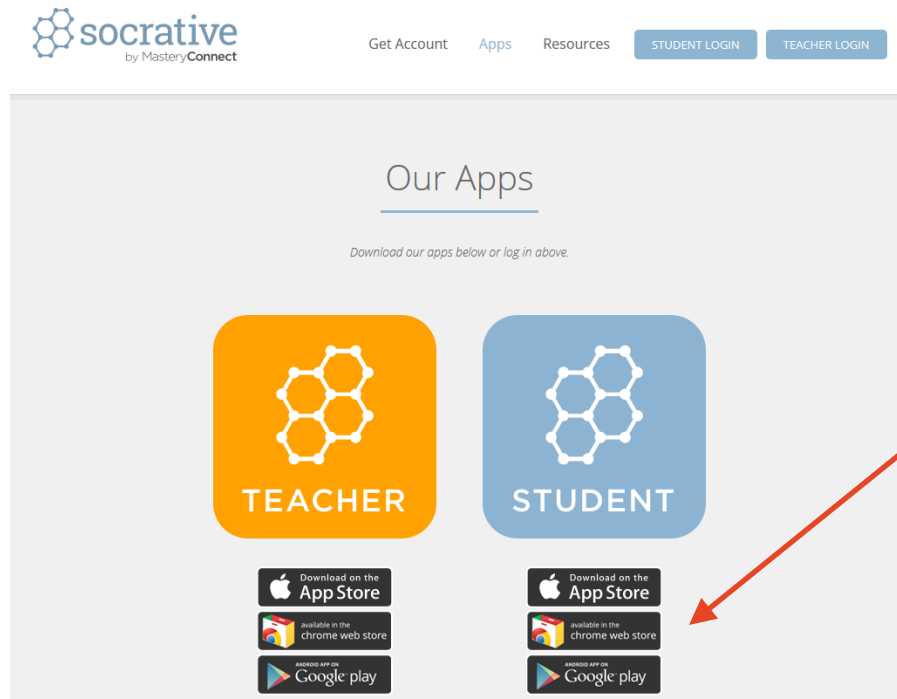 socrative
by MasteryConnect
Get Account Apps Resources STUDENT LOGIN TEACHER LOGIN
Our Apps
Download our apps below or log in above.
TEACHER
STUDENT
Download on the
App Store
available in the
chrome web store
ANDROID APP ON
Google play
Download on the
App Store
available in the
chrome web store
ANDROID APP ON
Google play